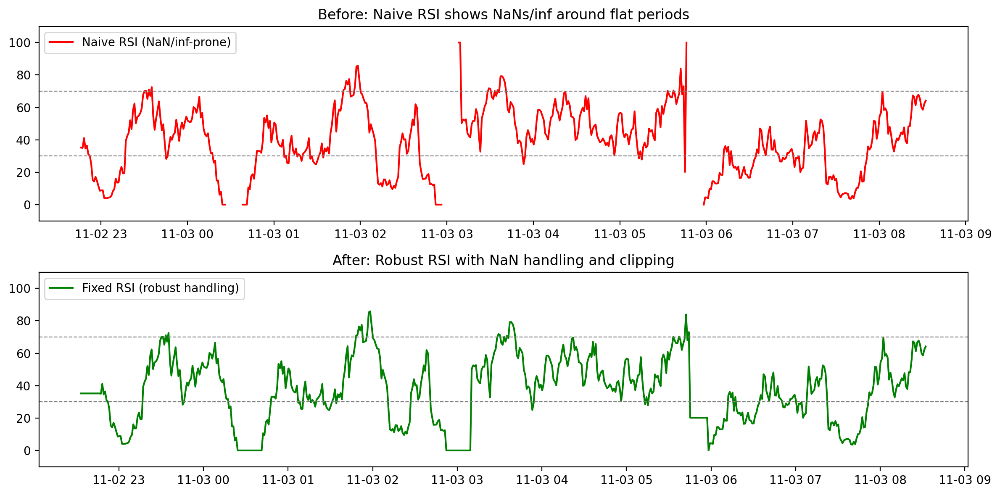 Before: Naive RSI shows NaNs/inf around flat periods
Naive RSI (NaN/inf-prone)
100
80
60
40
20
0
11-02 23 11-03 00 11-03 01 11-03 02 11-03 03 11-03 04 11-03 05 11-03 06 11-03 07 11-03 08 11-03 09
After: Robust RSI with NaN handling and clipping
Fixed RSI (robust handling)
100
80
60
40
20
0
11-02 23 11-03 00 11-03 01 11-03 02 11-03 03 11-03 04 11-03 05 11-03 06 11-03 07 11-03 08 11-03 09